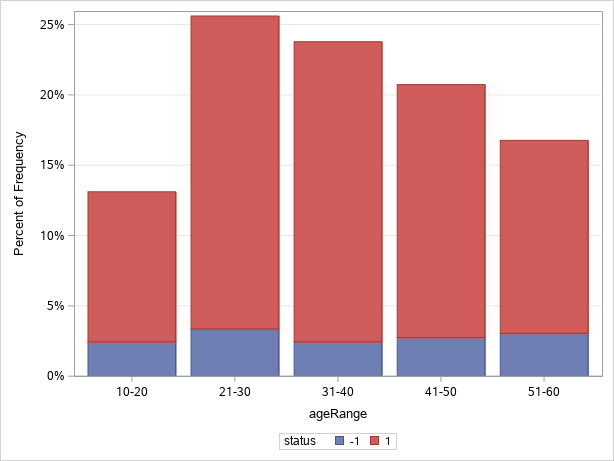 25%
20%
15%
10%
5%
0%
Percent of Frequency
10-20 21-30 31-40 41-50 51-60
ageRange
status -1 1